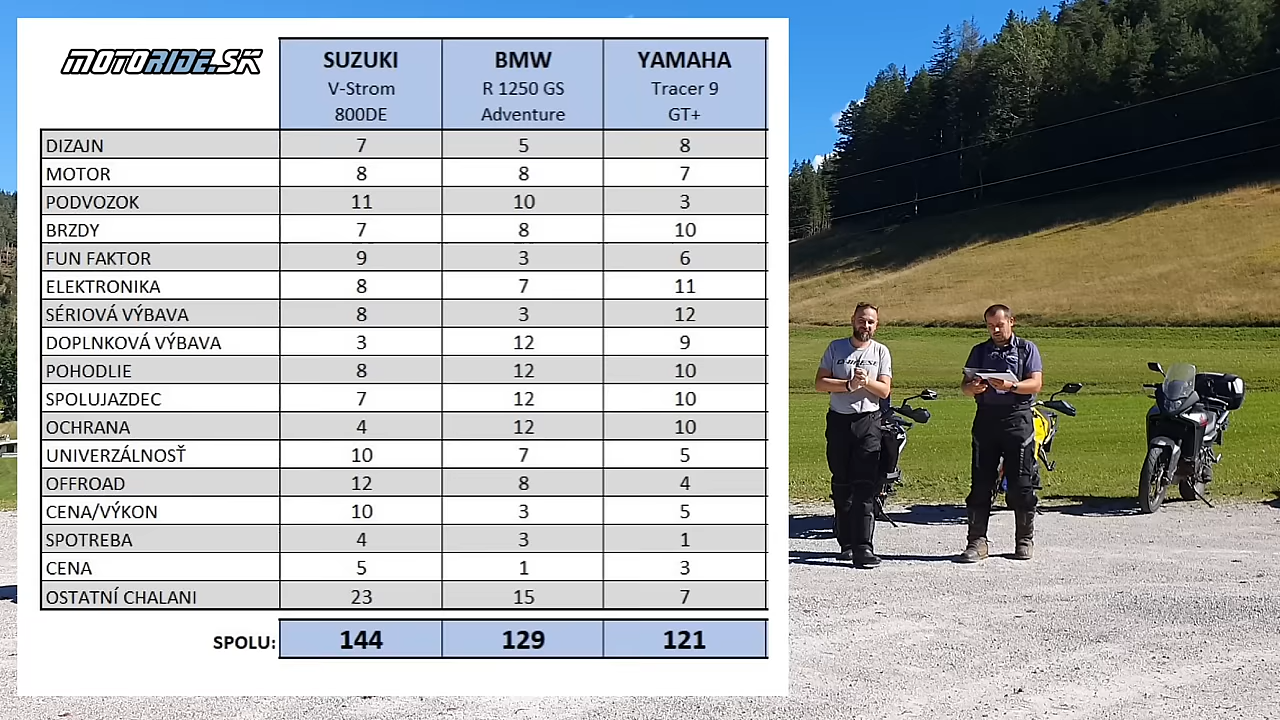 MOTORIDE.SK
SUZUKI BMW YAMAHA
V-Strom R 1250 GS Tracer 9
800DE Adventure GT+
DIZAJN 7 5 8
MOTOR 8 8 7
PODVOZOK 11 10 3
BRZDY 7 8 10
FUN FAKTOR 9 3 6
ELEKTRONIKA 8 7 11
SÉRIOVÁ VÝBAVA 8 3 12
DOPLNKOVÁ VÝBAVA 3 12 9
POHODLIE 8 12 10
SPOLUJAZDEC 7 12 10
OCHRANA 4 12 10
UNIVERZÁLNOSŤ 10 7 5
OFFROAD 12 8 4
CENA/VÝKON 10 3 5
SPOTREBA 4 3 1
CENA 5 1 3
OSTATNÍ CHALANI 23 15 7
SPOLU: 144 129 121